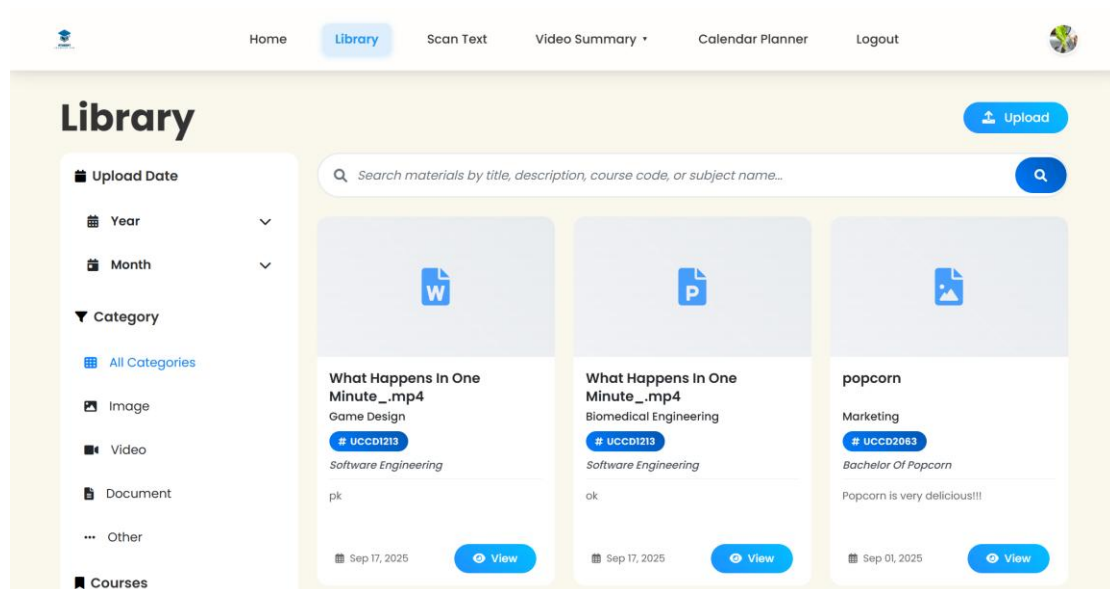 Home Library Scan Text Video Summary Calendar Planner Logout
Library
Upload
Upload Date
Year
Month
Category
All Categories
Image
Video
Document
Other
Courses
Search materials by title, description, course code, or subject name...
W
What Happens In One
Minute_.mp4
Game Design
# UCCD1213
Software Engineering
pk
Sep 17, 2025 View
P
What Happens In One
Minute_.mp4
Biomedical Engineering
# UCCD1213
Software Engineering
ok
Sep 17, 2025 View
popcorn
Marketing
# UCCD2063
Bachelor Of Popcorn
Popcorn is very delicious!!!
Sep 01, 2025 View